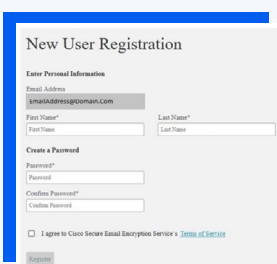 New User Registration
Enter Personal Information
Email Address
EmailAddress@Domain.Com
First Name* Last Name*
First Name Last Name
Create a Password
Password*
Password
Confirm Password*
Confirm Password
I agree to Cisco Secure Email Encryption Service's Terms of Service
Register